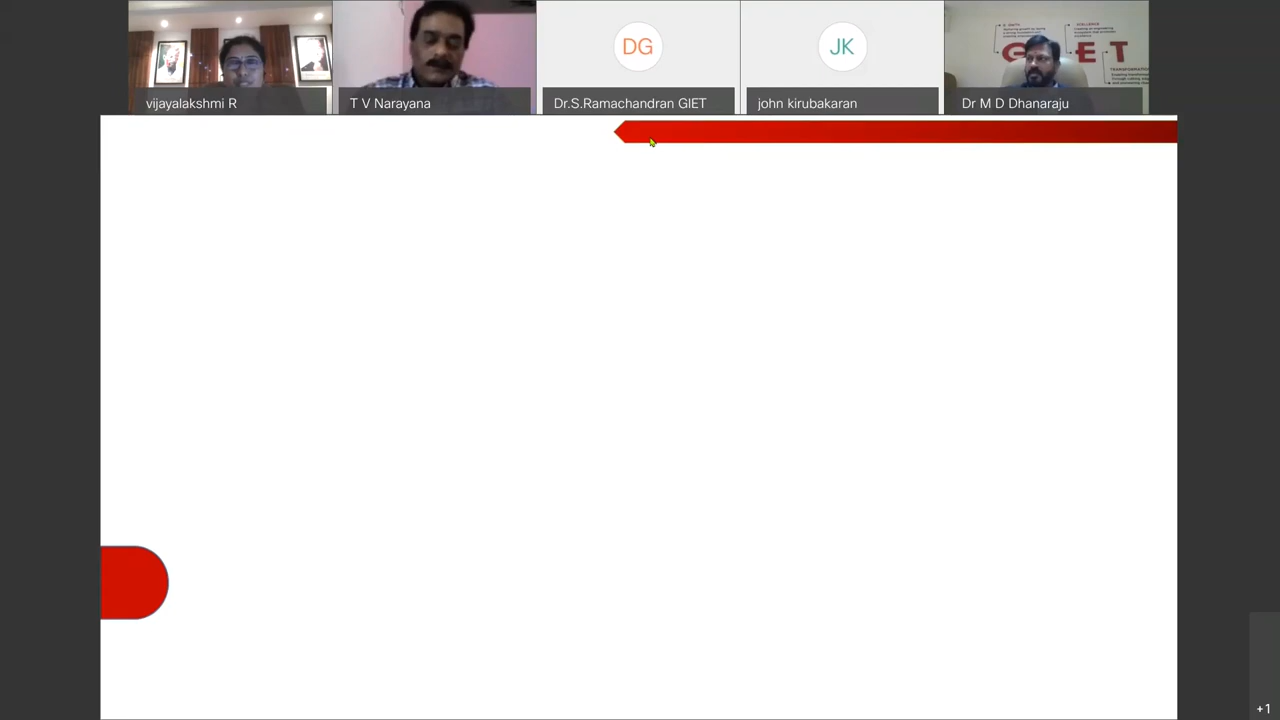 vijayalakshmi R
T V Narayana
DG
Dr.S.Ramachandran GIET
JK
john kirubakaran
G E T
Dr M D Dhanaraju
+1